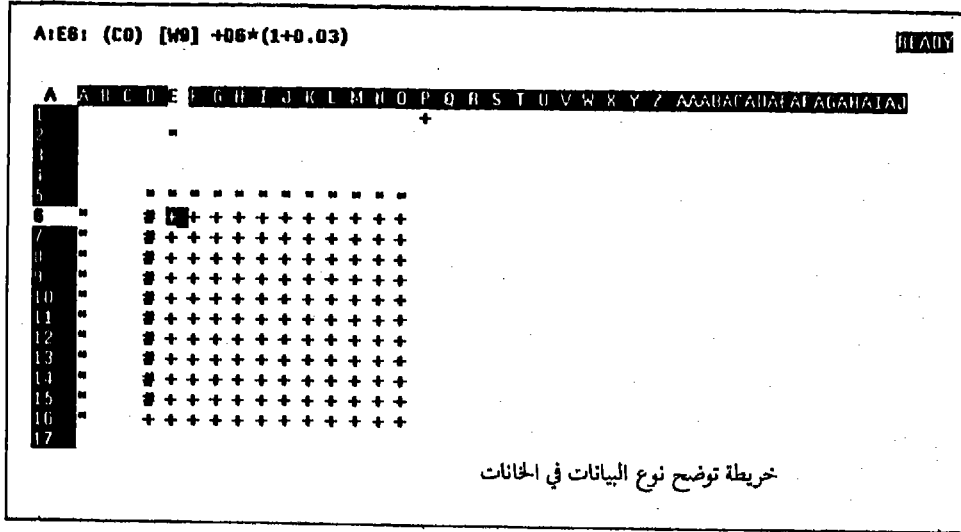 A:E6: (C0) [W9] +D6*(1+0.03)
READY
A A B C D E F G H I J K L M N O P Q R S T U V W X Y Z AAABACADAEAFAGAHAIAJ
1 +
2 "
3
4
5 " " " " " " " " " " " "
6 " # + + + + + + + + + + +
7 " # + + + + + + + + + + +
8 " # + + + + + + + + + + +
9 " # + + + + + + + + + + +
10 " # + + + + + + + + + + +
11 " # + + + + + + + + + + +
12 " # + + + + + + + + + + +
13 " # + + + + + + + + + + +
14 " # + + + + + + + + + + +
15 " # + + + + + + + + + + +
16 " + + + + + + + + + + + +
17
خريطة توضح نوع البيانات في الخانات